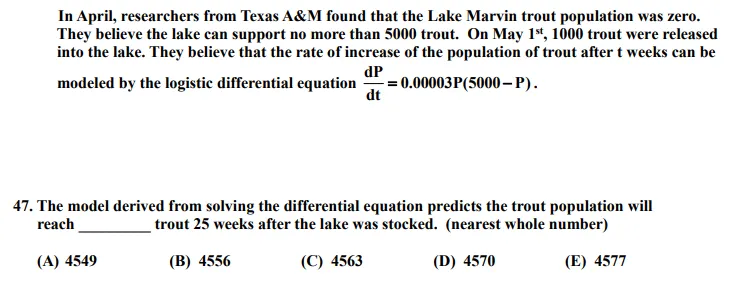 In April, researchers from Texas A&M found that the Lake Marvin trout population was zero.
They believe the lake can support no more than 5000 trout.  On May 1st, 1000 trout were released
into the lake. They believe that the rate of increase of the population of trout after t weeks can be
modeled by the logistic differential equation dP/dt = 0.00003P(5000 – P).
47. The model derived from solving the differential equation predicts the trout population will
reach _________ trout 25 weeks after the lake was stocked.  (nearest whole number)
(A) 4549 (B) 4556 (C) 4563 (D) 4570 (E) 4577